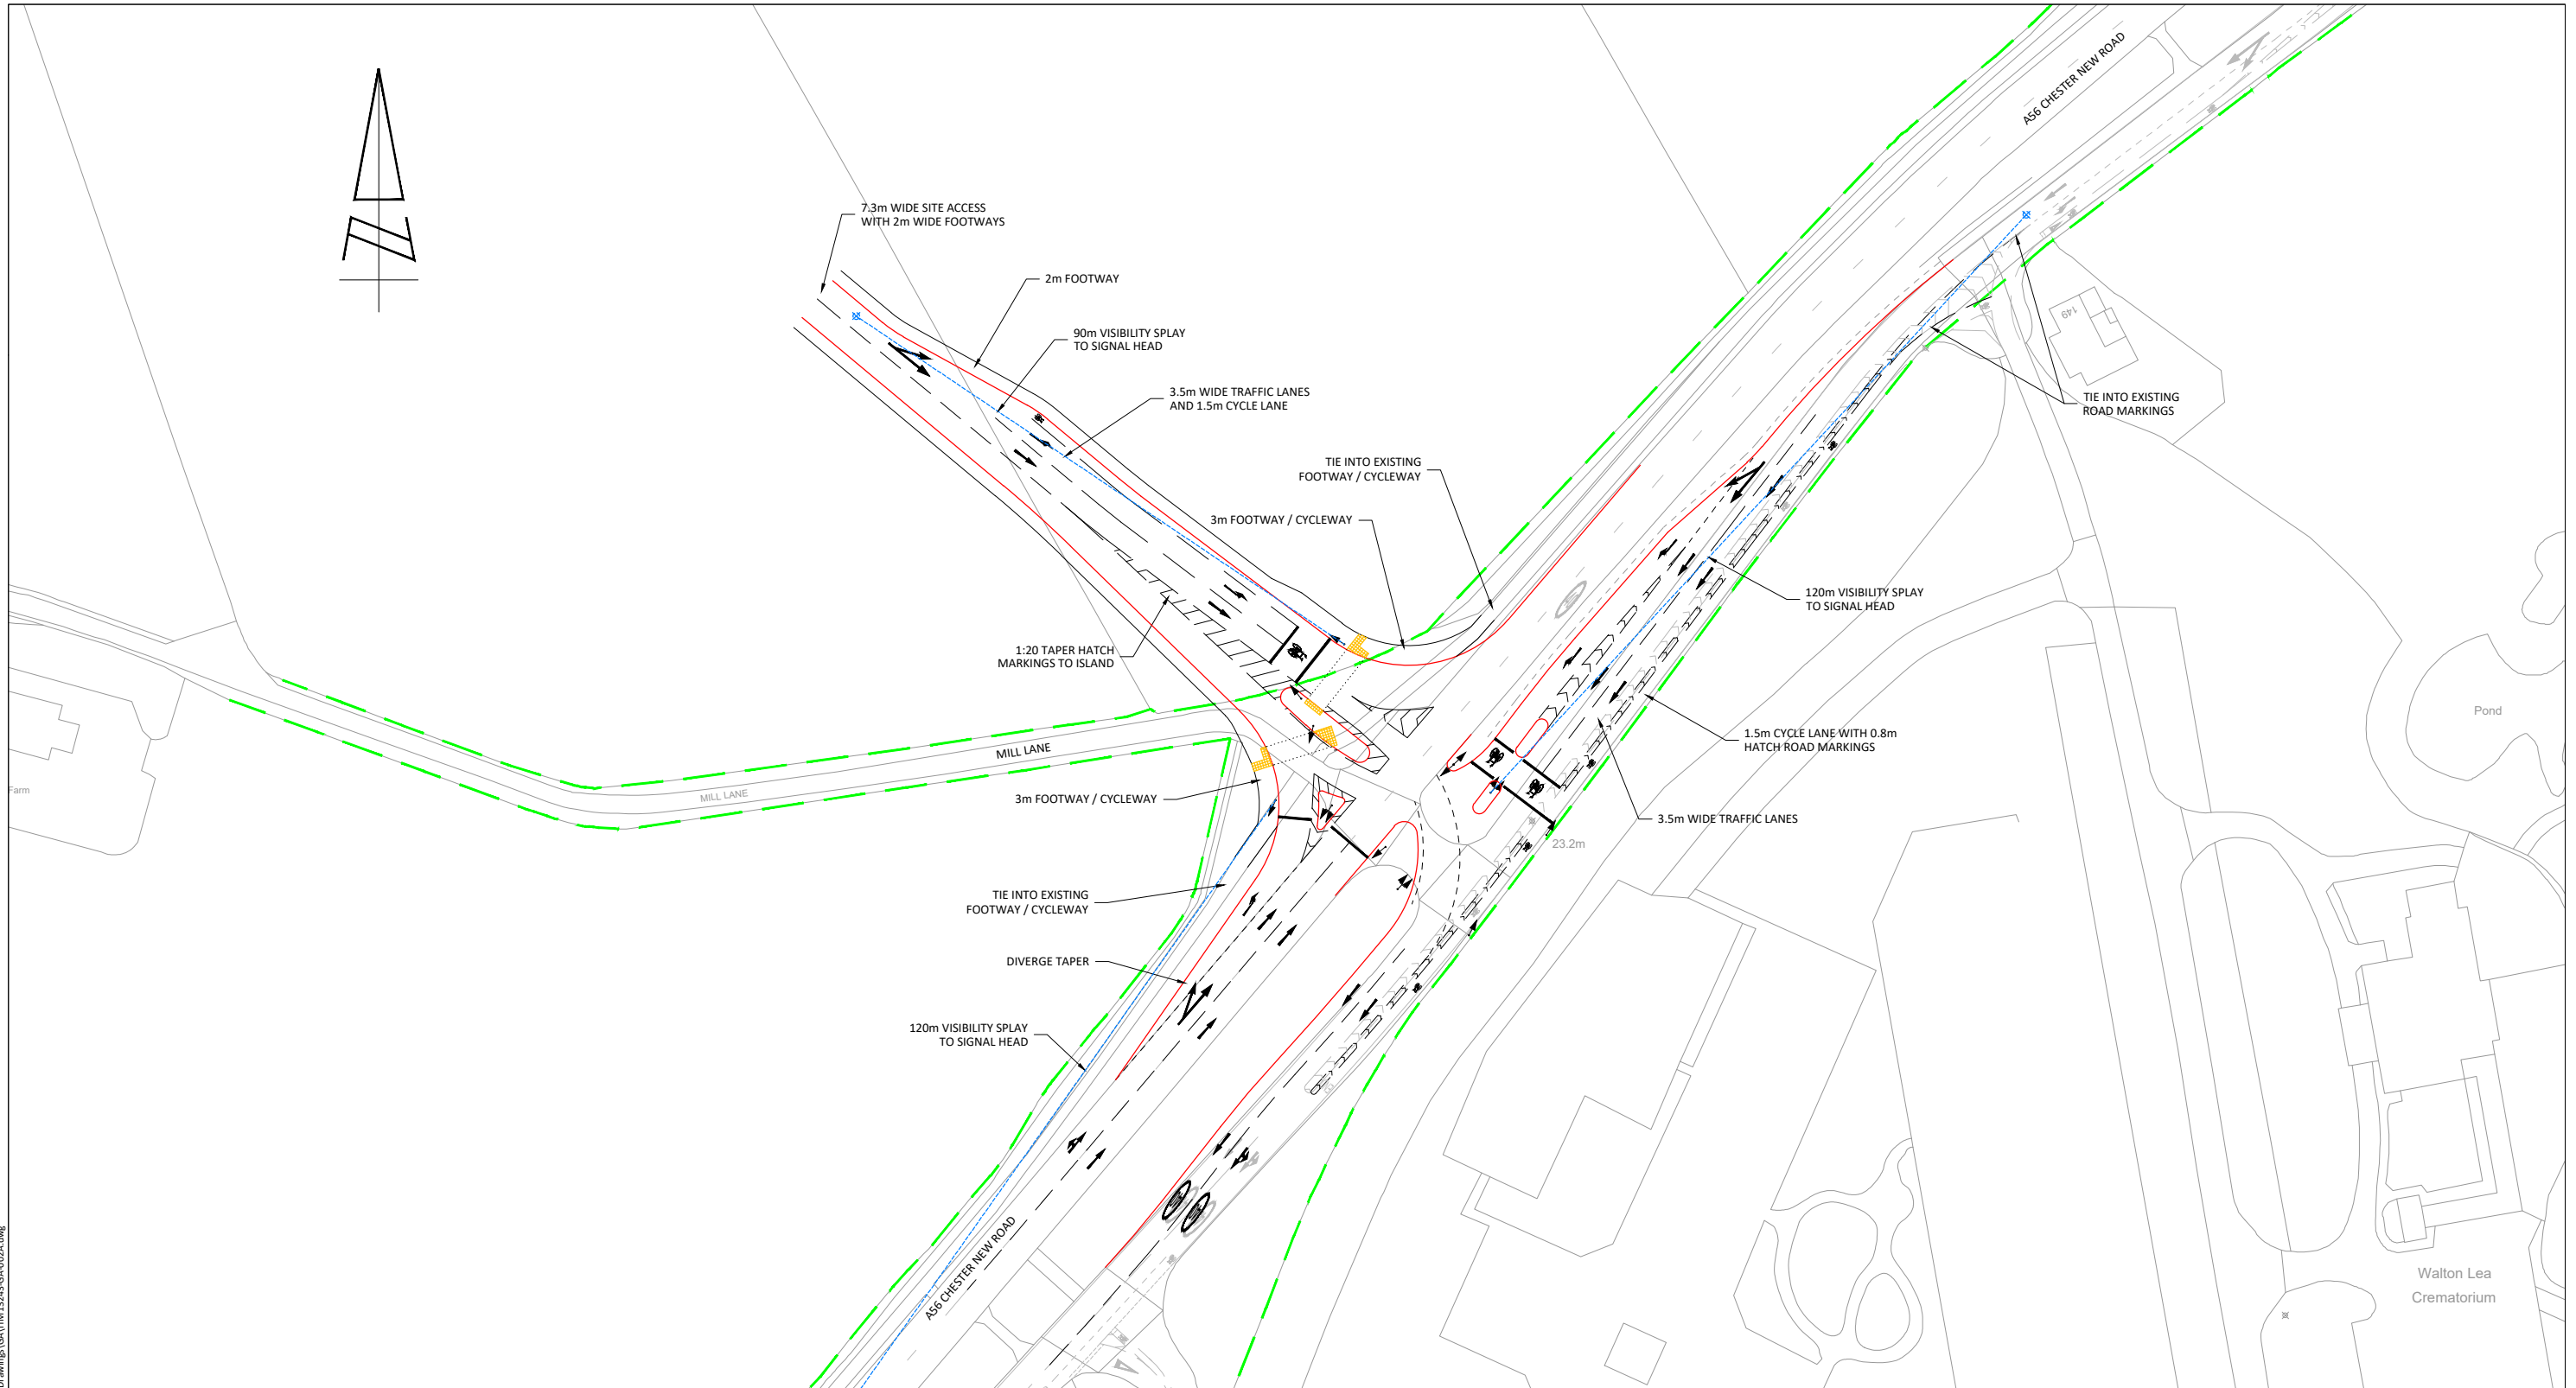 A56 CHESTER NEW ROAD
7.3m WIDE SITE ACCESS
WITH 2m WIDE FOOTWAYS
2m FOOTWAY
90m VISIBILITY SPLAY
TO SIGNAL HEAD
3.5m WIDE TRAFFIC LANES
AND 1.5m CYCLE LANE
149
TIE INTO EXISTING
ROAD MARKINGS
TIE INTO EXISTING
FOOTWAY / CYCLEWAY
3m FOOTWAY / CYCLEWAY
120m VISIBILITY SPLAY
TO SIGNAL HEAD
1:20 TAPER HATCH
MARKINGS TO ISLAND
Pond
1.5m CYCLE LANE WITH 0.8m
HATCH ROAD MARKINGS
MILL LANE
MILL LANE
Farm
3m FOOTWAY / CYCLEWAY
3.5m WIDE TRAFFIC LANES
23.2m
TIE INTO EXISTING
FOOTWAY / CYCLEWAY
DIVERGE TAPER
120m VISIBILITY SPLAY
TO SIGNAL HEAD
A56 CHESTER NEW ROAD
Walton Lea
Crematorium